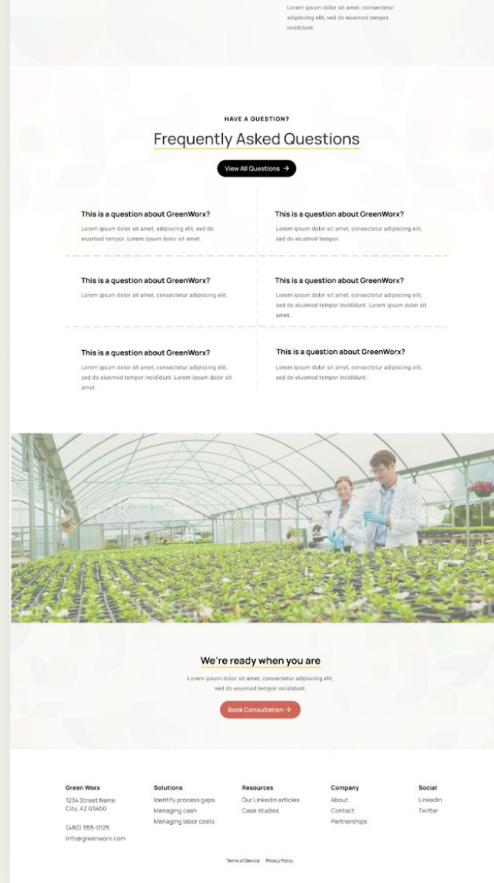 Lorem ipsum dolor sit amet, consectetur
adipiscing elit, sed do elusmod tempor
incididunt.
HAVE A QUESTION?
Frequently Asked Questions
View All Questions →
This is a question about GreenWorx?
Lorem ipsum dolor sit amet, adipiscing elit, sed do
eiusmod tempor. Lorem ipsum dolor sit amet.
This is a question about GreenWorx?
Lorem ipsum dolor sit amet, consectetur adipiscing elit,
sed do eiusmod tempor.
This is a question about GreenWorx?
Lorem ipsum dolor sit amet, consectetur adipiscing elit.
This is a question about GreenWorx?
Lorem ipsum dolor sit amet, consectetur adipiscing elit,
sed do eiusmod tempor incididunt. Lorem ipsum dolor elit
amet.
This is a question about GreenWorx?
Lorem ipsum dolor sit amet, consectetur adipiscing elit,
sed do eiusmod tempor incididunt. Lorem ipsum dolor sit
amet.
This is a question about GreenWorx?
Lorem ipsum dolor sit amet, consectetur adipiscing elit,
sed do eiusmod tempor incididunt.
We're ready when you are
Lorem ipsum dolor sit amet, consectetur adipiscing elit,
sed do eiusmod tempor incididunt.
Book Consultation →
Green Worx
1234 Street Name
City, AZ 03450
(480) 555-0125
info@greenworx.com
Solutions
Identify process gaps
Managing cash
Managing labor costs
Resources
Our Linkedin articles
Case studies
Company
About
Contact
Partnerships
Social
Linkedin
Twitter
Terms of Service Privacy Policy